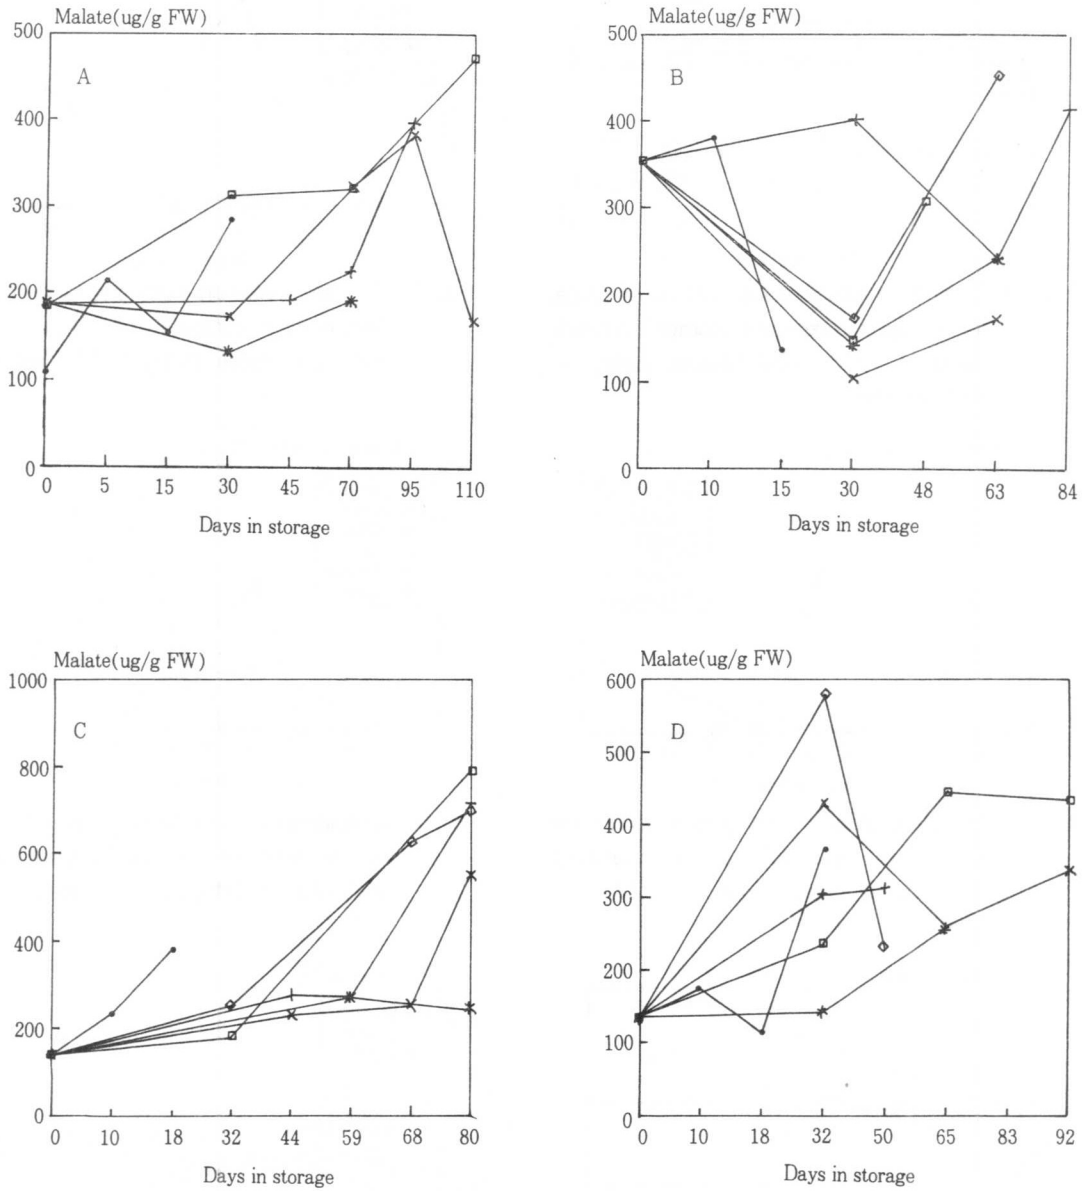 Malate(ug/g FW)
500
400
300
200
100
0
A
0 5 15 30 45 70 95 110
Days in storage
Malate(ug/g FW)
500
400
300
200
100
0
B
0 10 15 30 48 63 84
Days in storage
Malate(ug/g FW)
1000
800
600
400
200
0
C
0 10 18 32 44 59 68 80
Days in storage
Malate(ug/g FW)
600
500
400
300
200
100
0
D
0 10 18 32 50 65 83 92
Days in storage